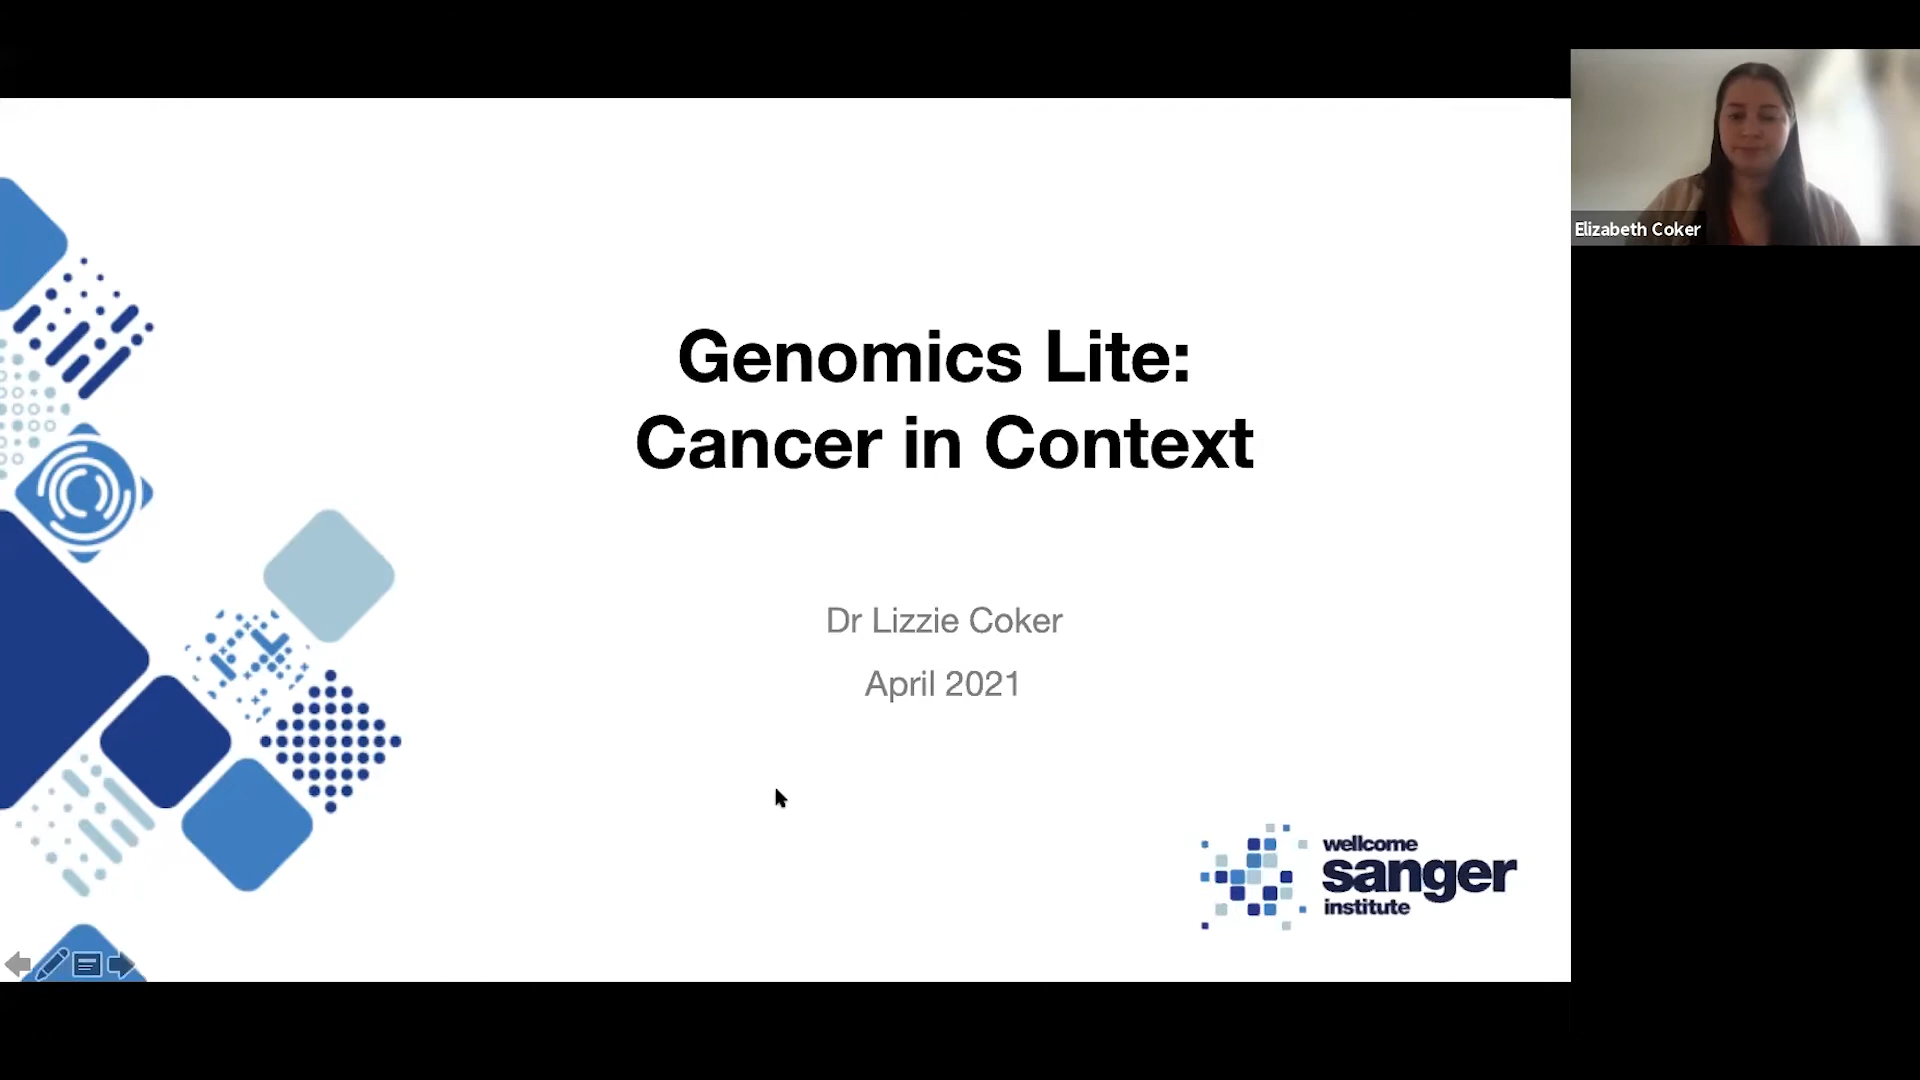 Genomics Lite:
Cancer in Context
Dr Lizzie Coker
April 2021
wellcome
sanger
institute
Elizabeth Coker